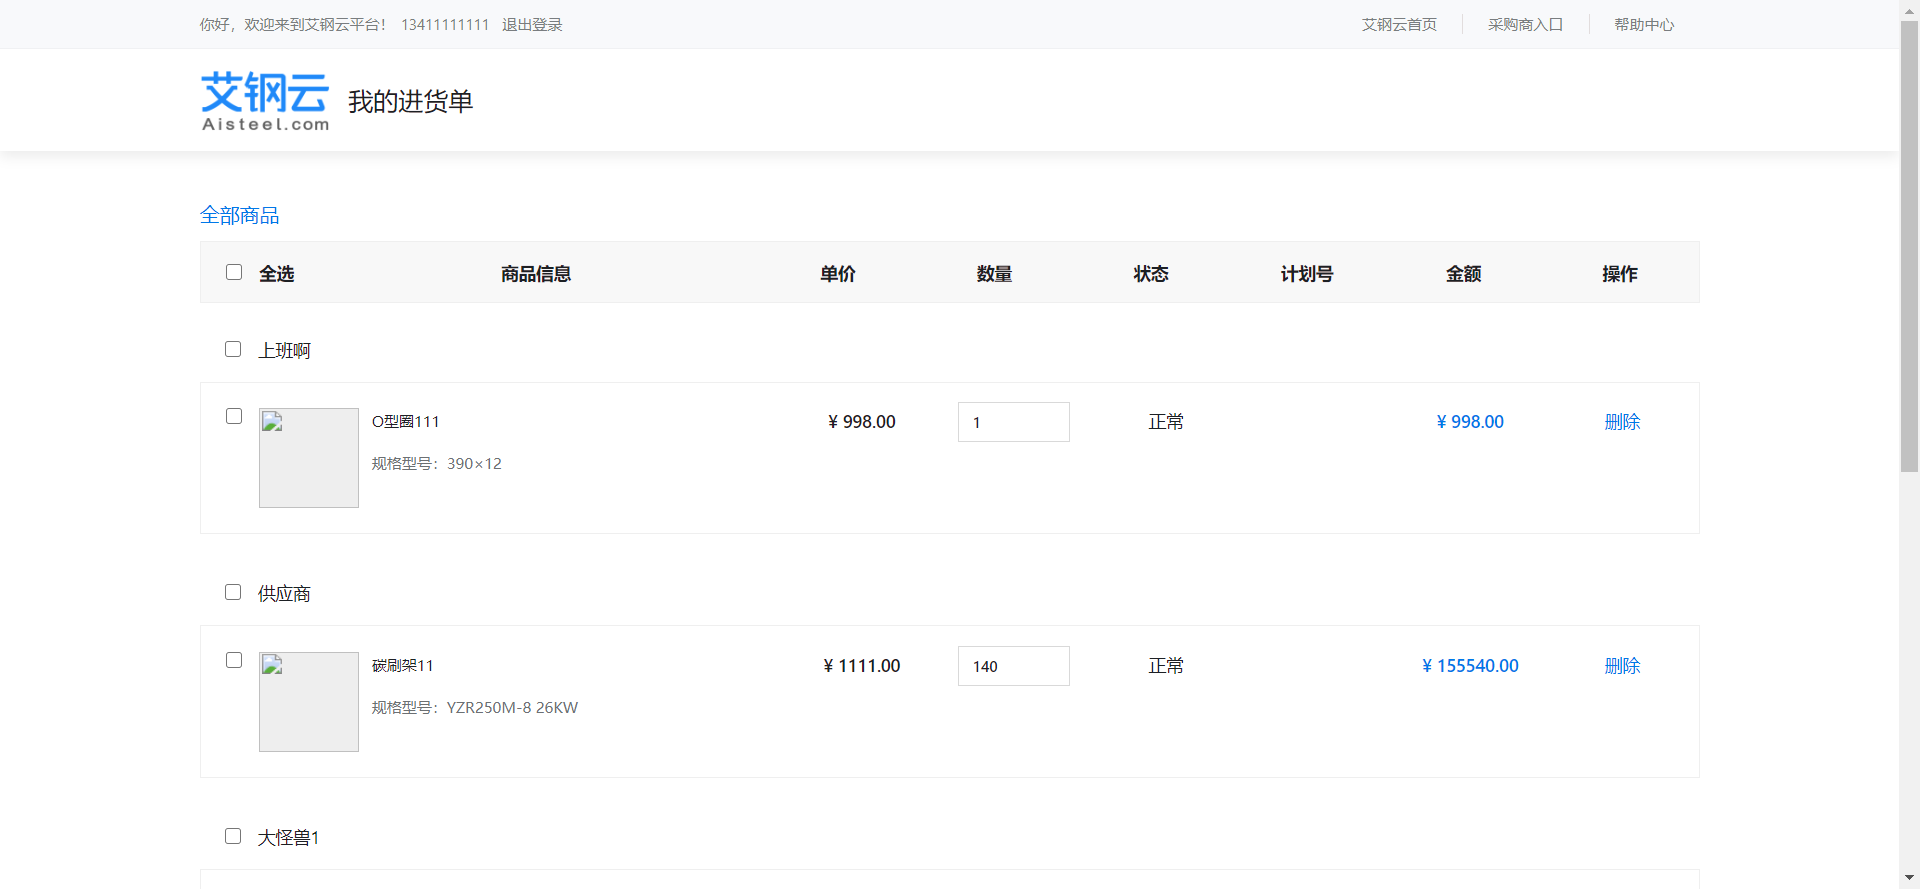 你好，欢迎来到艾钢云平台！ 13411111111 退出登录 艾钢云首页 采购商入口 帮助中心
艾钢云
Aisteel.com
我的进货单
全部商品
全选 商品信息 单价 数量 状态 计划号 金额 操作
上班啊
O型圈111 ¥ 998.00 1 正常 ¥ 998.00 删除
规格型号：390×12
供应商
碳刷架11 ¥ 1111.00 140 正常 ¥ 155540.00 删除
规格型号：YZR250M-8 26KW
大怪兽1